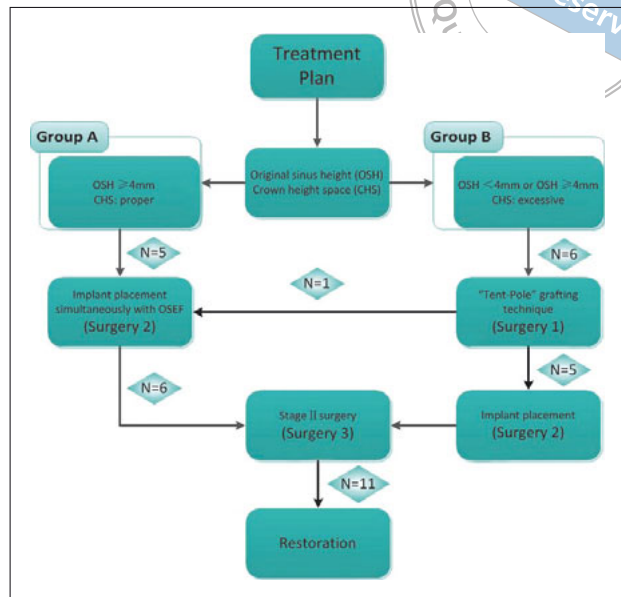 Treatment
Plan
Group A
Group B
OSH ≥4mm
CHS: proper
Original sinus height (OSH)
Crown height space (CHS)
OSH <4mm or OSH ≥4mm
CHS: excessive
N=5
N=1
N=6
Implant placement
simultaneously with OSEF
(Surgery 2)
"Tent-Pole" grafting
technique
(Surgery 1)
N=6
N=5
Stage II surgery
(Surgery 3)
Implant placement
(Surgery 2)
N=11
Restoration